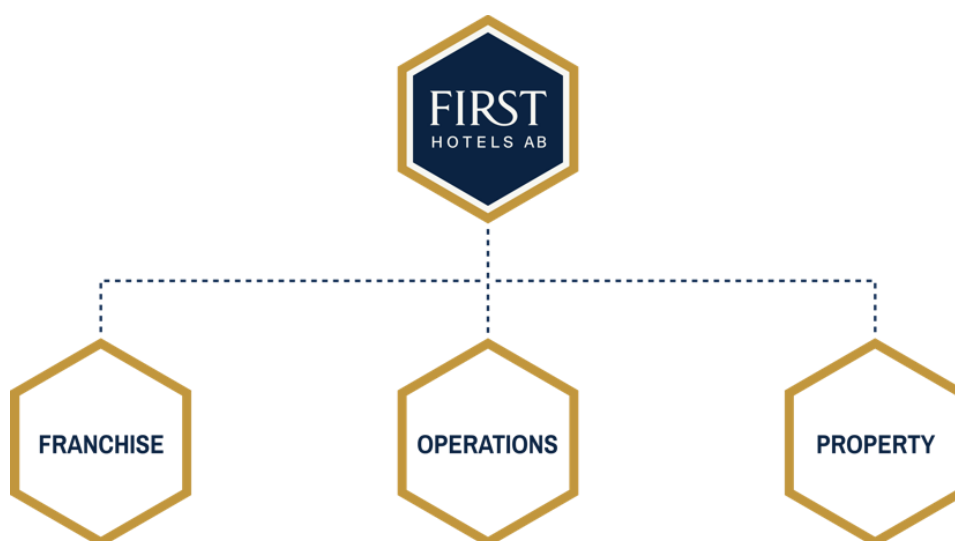 FIRST
HOTELS AB
FRANCHISE
OPERATIONS
PROPERTY